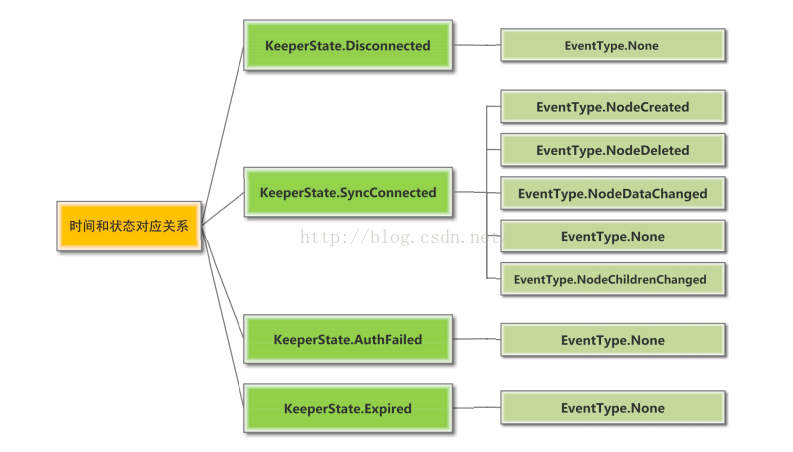 时间和状态对应关系
KeeperState.Disconnected
EventType.None
KeeperState.SyncConnected
EventType.NodeCreated
EventType.NodeDeleted
EventType.NodeDataChanged
EventType.None
EventType.NodeChildrenChanged
KeeperState.AuthFailed
EventType.None
KeeperState.Expired
EventType.None
http://blog.csdn.net/